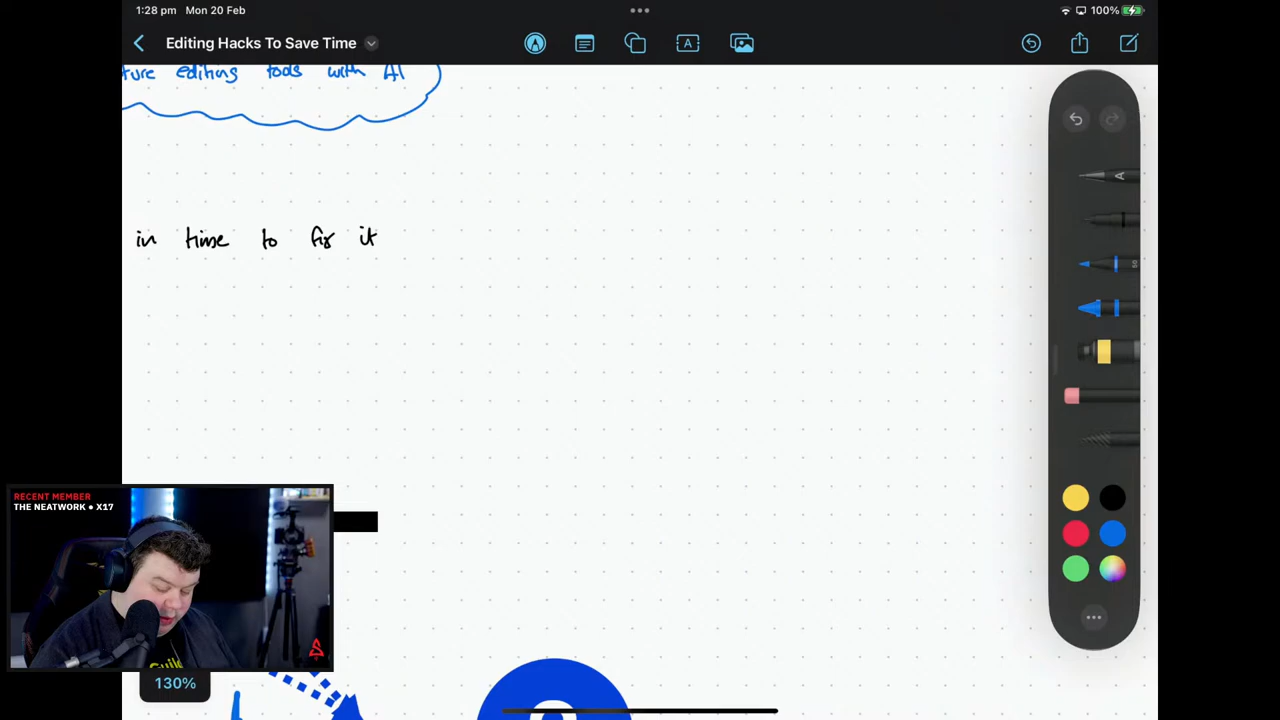 1:28 pm Mon 20 Feb
100%
Editing Hacks To Save Time
A
ture editing tools with AI
in time to fix it
A
50
RECENT MEMBER
THE NEATWORK ● X17
130%